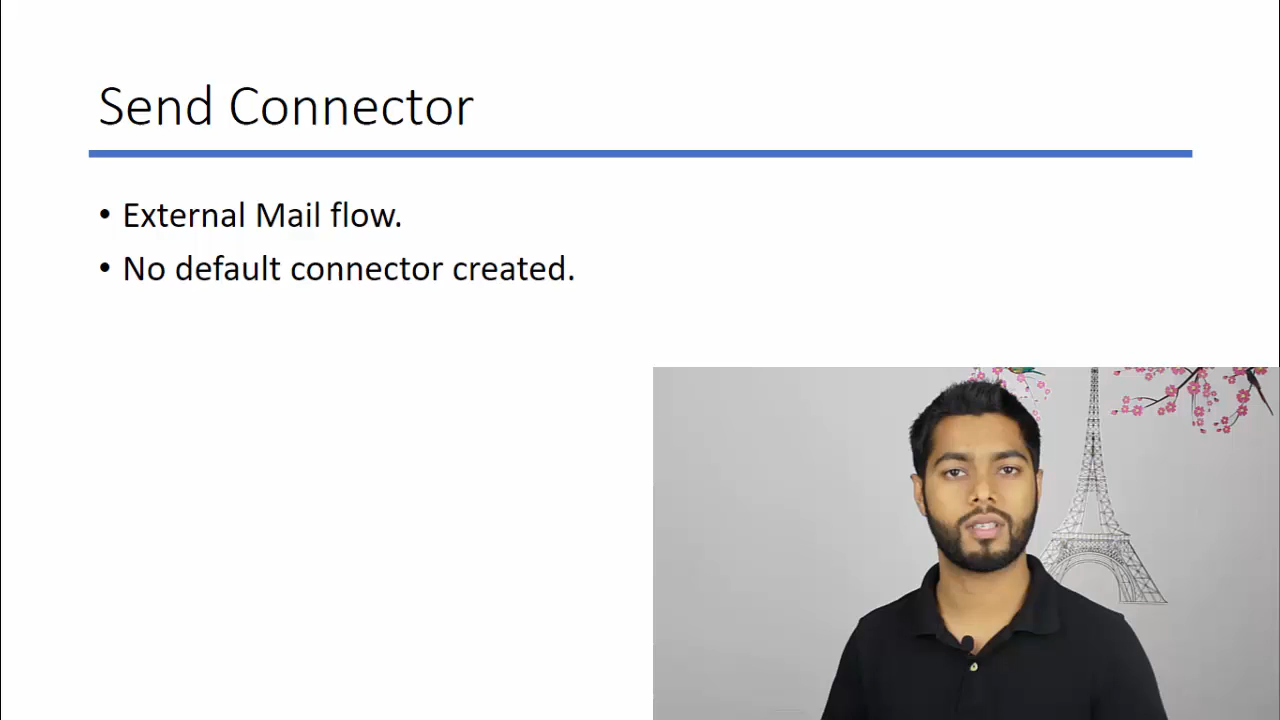 Send Connector
• External Mail flow.
• No default connector created.